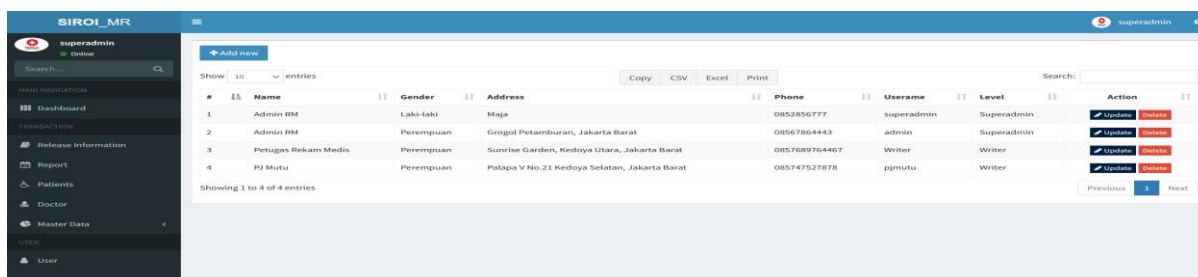 SIROI_MR
superadmin
superadmin
Online
Search...
MAIN NAVIGATION
Dashboard
TRANSACTION
Release Information
Report
Patients
Doctor
Master Data
USER
User
Add new
Show 10 entries
Copy CSV Excel Print
Search:
# Name Gender Address Phone Userame Level Action
1 Admin RM Laki-laki Maja 0852856777 superadmin Superadmin Update Delete
2 Admin RM Perempuan Grogol Petamburan, Jakarta Barat 08567864443 admin Superadmin Update Delete
3 Petugas Rekam Medis Perempuan Sunrise Garden, Kedoya Utara, Jakarta Barat 0857689764467 Writer Writer Update Delete
4 PJ Mutu Perempuan Palapa V No.21 Kedoya Selatan, Jakarta Barat 085747527878 pjmutu Writer Update Delete
Showing 1 to 4 of 4 entries
Previous 1 Next